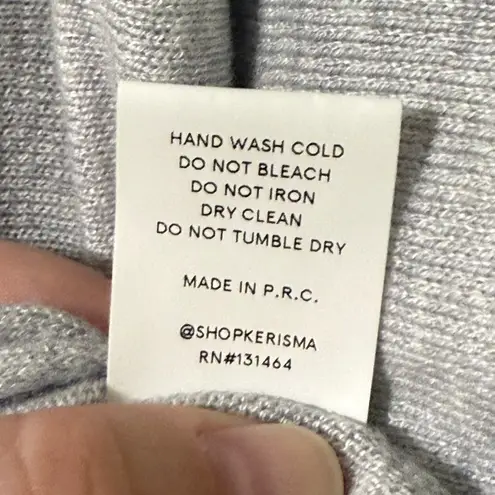 HAND WASH COLD
DO NOT BLEACH
DO NOT IRON
DRY CLEAN
DO NOT TUMBLE DRY
MADE IN P.R.C.
@SHOPKERISMA
RN#131464